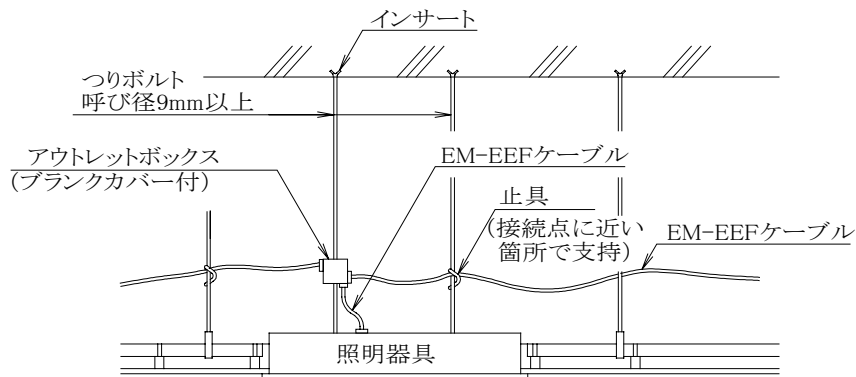 インサート
つりボルト
呼び径9mm以上
アウトレットボックス
(ブランクカバー付)
EM-EEFケーブル
止具
(接続点に近い
箇所で支持)
EM-EEFケーブル
照明器具